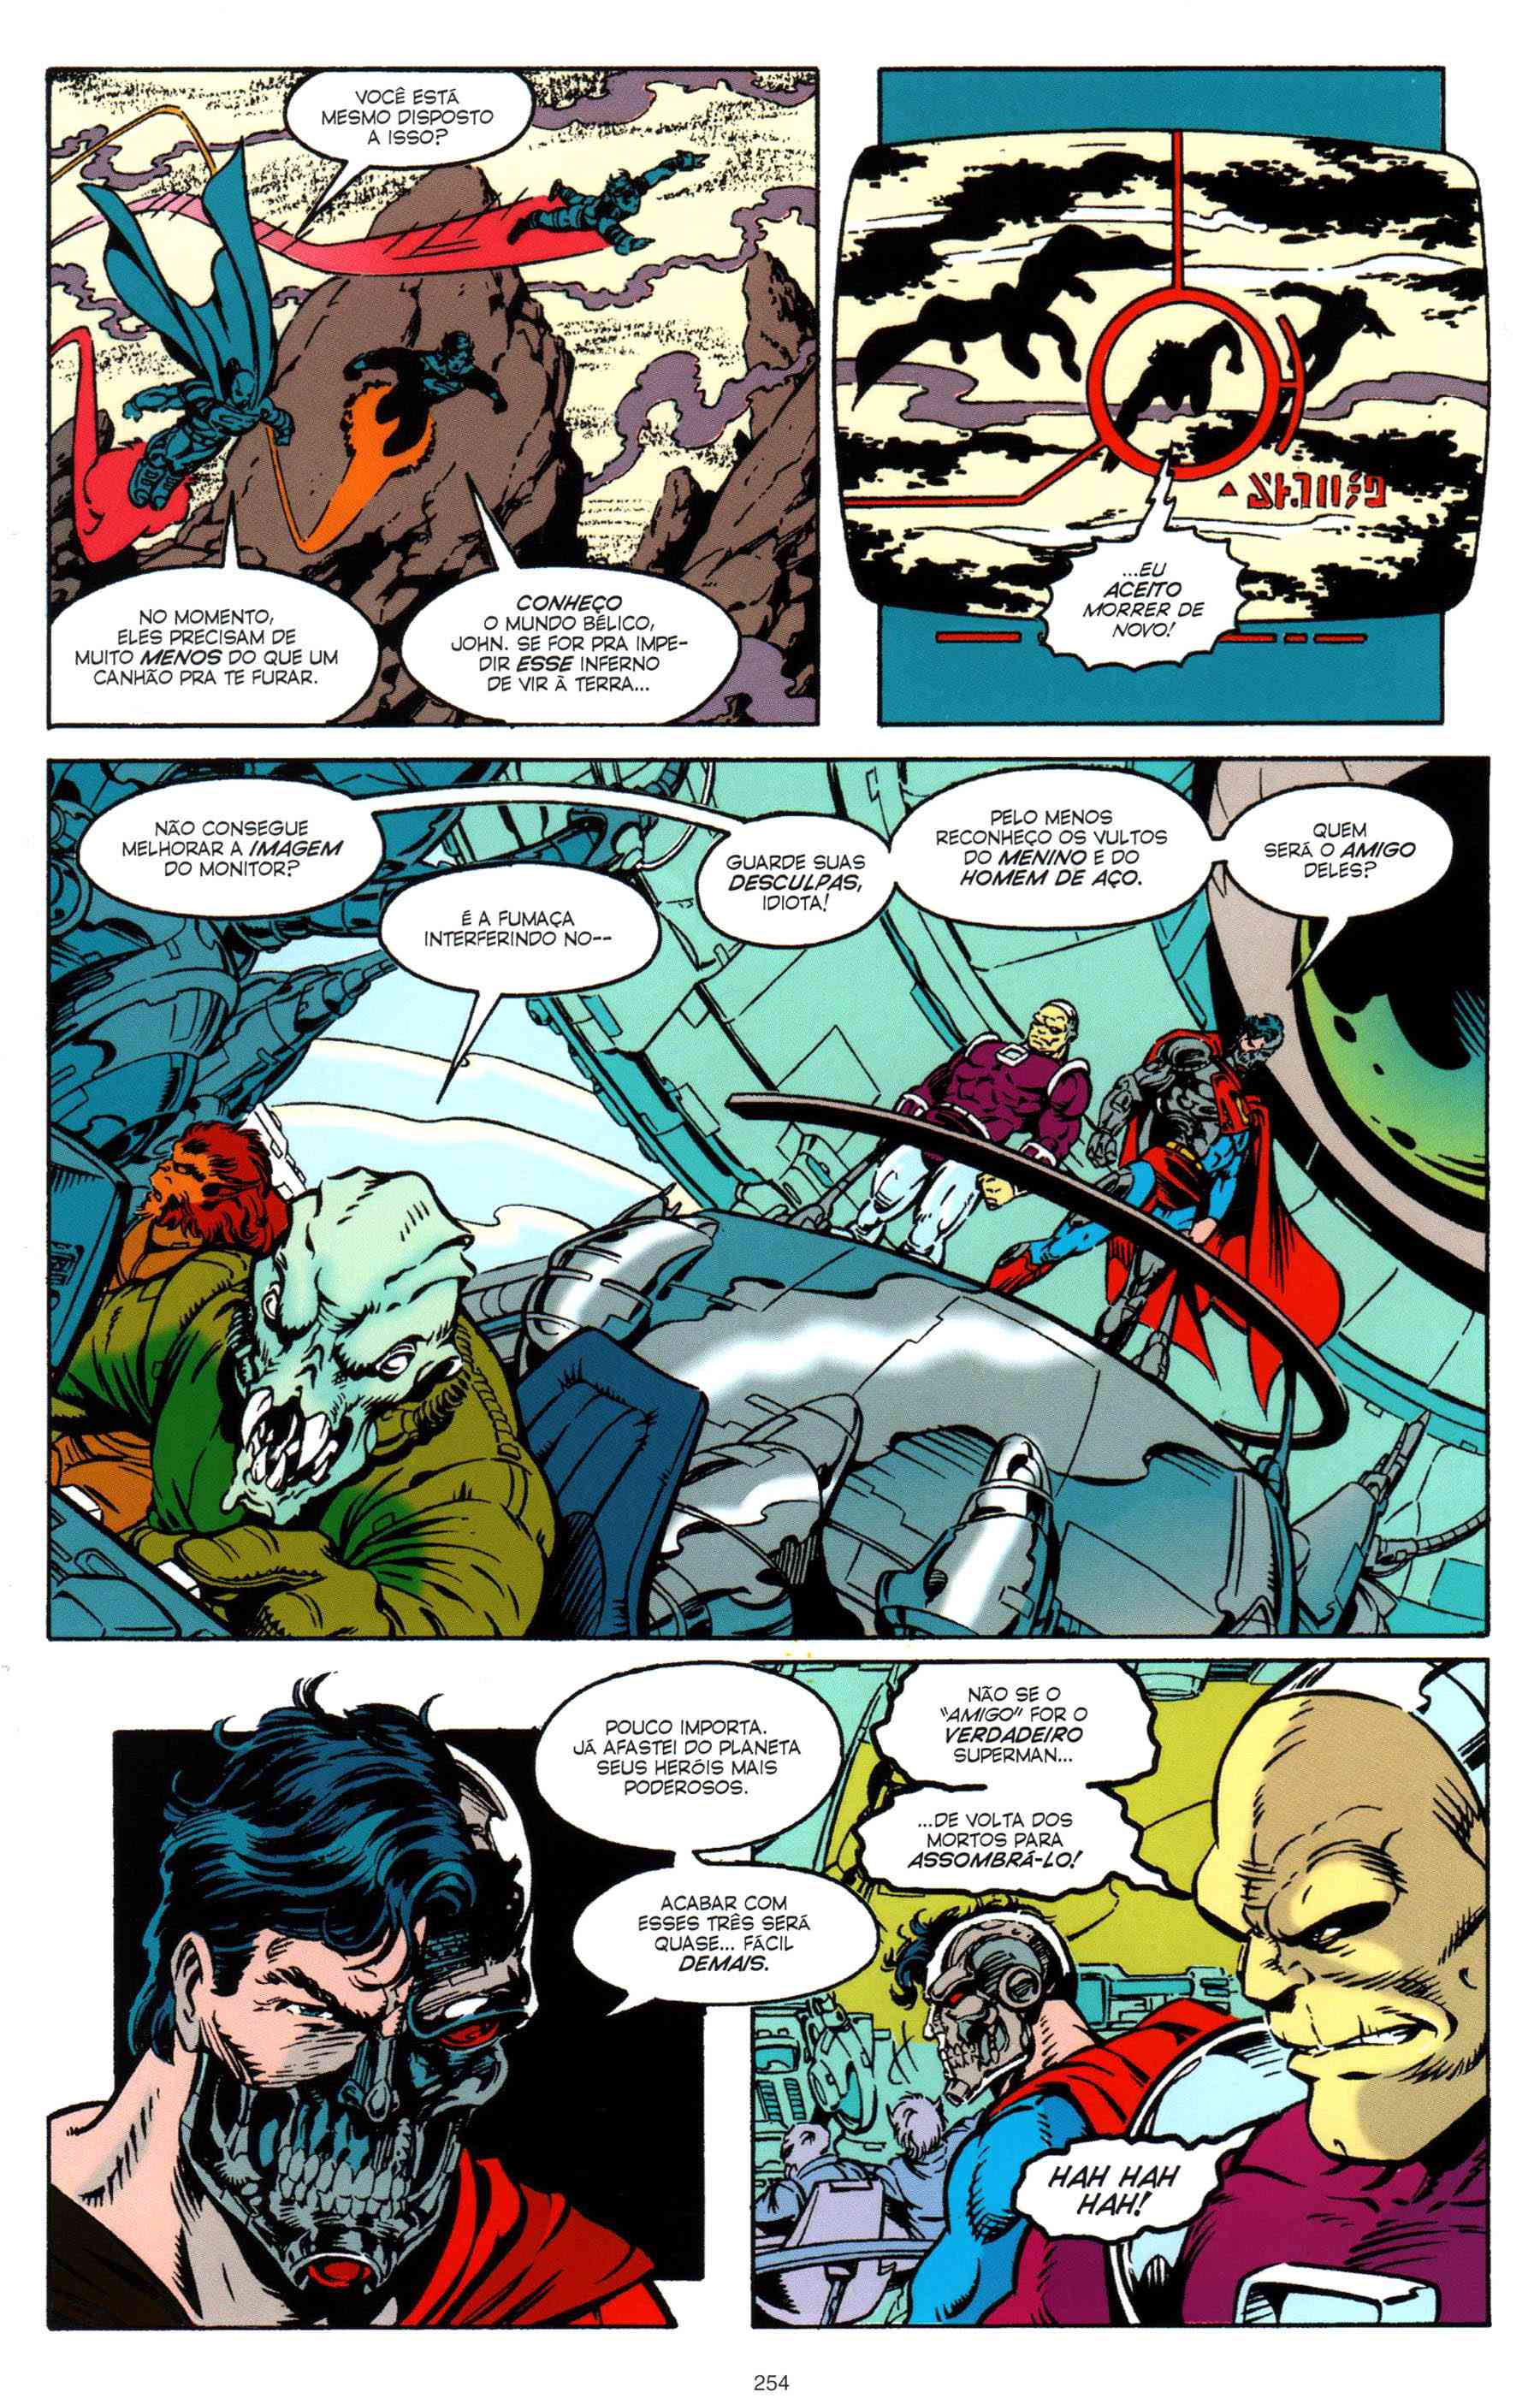 VOCÊ ESTÁ
MESMO DISPOSTO
A ISSO?
NO MOMENTO,
ELES PRECISAM DE
MUITO MENOS DO QUE UM
CANHÃO PRA TE FURAR.
CONHEÇO
O MUNDO BÉLICO,
JOHN. SE FOR PRA IMPE-
DIR ESSE INFERNO
DE VIR À TERRA...
...EU
ACEITO
MORRER DE
NOVO!
NÃO CONSEGUE
MELHORAR A IMAGEM
DO MONITOR?
É A FUMAÇA
INTERFERINDO NO--
GUARDE SUAS
DESCULPAS,
IDIOTA!
PELO MENOS
RECONHEÇO OS VULTOS
DO MENINO E DO
HOMEM DE AÇO.
QUEM
SERÁ O AMIGO
DELES?
POUCO IMPORTA.
JÁ AFASTEI DO PLANETA
SEUS HERÓIS MAIS
PODEROSOS.
ACABAR COM
ESSES TRÊS SERÁ
QUASE... FÁCIL
DEMAIS.
NÃO SE O
"AMIGO" FOR O
VERDADEIRO
SUPERMAN...
...DE VOLTA DOS
MORTOS PARA
ASSOMBRÁ-LO!
HAH HAH
HAH!
254